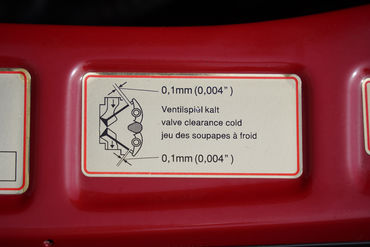 0,1mm (0,004")
Ventilspiel kalt
valve clearance cold
jeu des soupapes à froid
0,1mm (0,004")